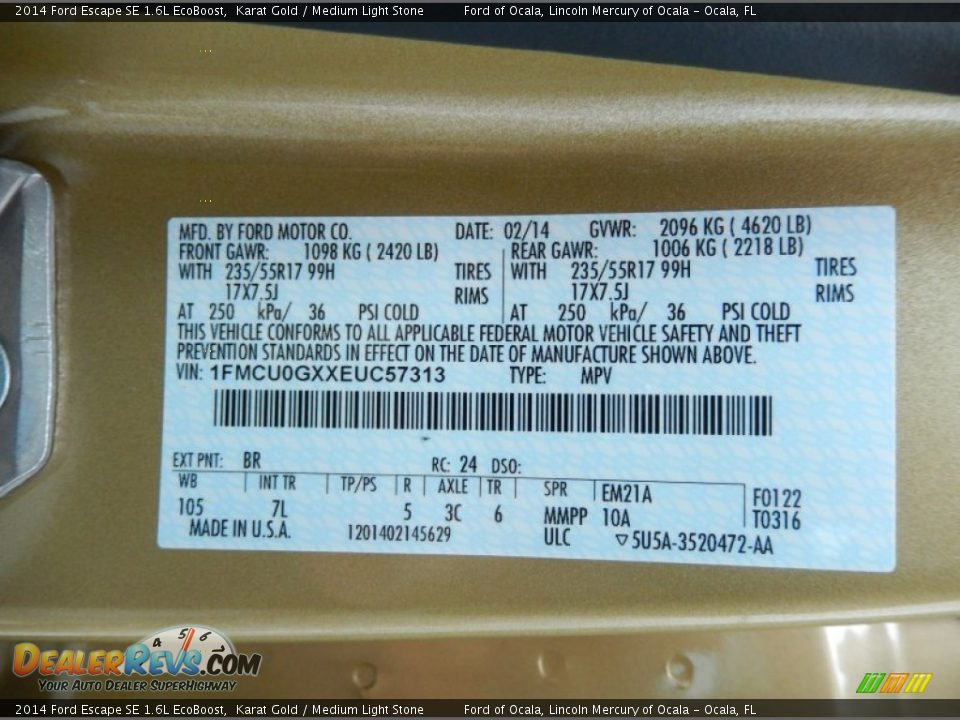 2014 Ford Escape SE 1.6L EcoBoost, Karat Gold / Medium Light Stone Ford of Ocala, Lincoln Mercury of Ocala - Ocala, FL
MFD. BY FORD MOTOR CO. DATE: 02/14 GVWR: 2096 KG ( 4620 LB)
FRONT GAWR: 1098 KG ( 2420 LB) REAR GAWR: 1006 KG ( 2218 LB)
WITH 235/55R17 99H TIRES WITH 235/55R17 99H TIRES
17X7.5J RIMS 17X7.5J RIMS
AT 250 kPa/ 36 PSI COLD AT 250 kPa/ 36 PSI COLD
THIS VEHICLE CONFORMS TO ALL APPLICABLE FEDERAL MOTOR VEHICLE SAFETY AND THEFT
PREVENTION STANDARDS IN EFFECT ON THE DATE OF MANUFACTURE SHOWN ABOVE.
VIN: 1FMCU0GXXEUC57313 TYPE: MPV
EXT PNT: BR RC: 24 DSO:
WB INT TR TP/PS R AXLE TR SPR EM21A F0122
105 7L 5 3C 6 MMPP 10A T0316
MADE IN U.S.A. 1201402145629 ULC ▽5U5A-3520472-AA
4 5 6
DEALERREVS.COM
YOUR AUTO DEALER SUPERHIGHWAY
2014 Ford Escape SE 1.6L EcoBoost, Karat Gold / Medium Light Stone Ford of Ocala, Lincoln Mercury of Ocala - Ocala, FL